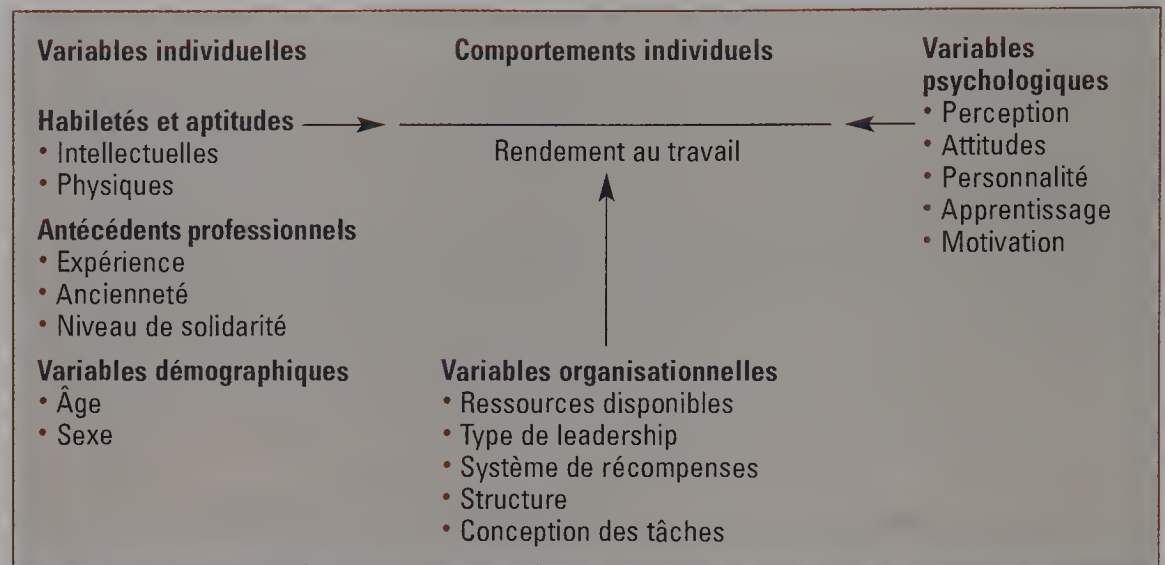 Variables individuelles
Habiletés et aptitudes
• Intellectuelles
• Physiques
Antécédents professionnels
• Expérience
• Ancienneté
• Niveau de solidarité
Variables démographiques
• Âge
• Sexe
Comportements individuels
Rendement au travail
Variables organisationnelles
• Ressources disponibles
• Type de leadership
• Système de récompenses
• Structure
• Conception des tâches
Variables
psychologiques
• Perception
• Attitudes
• Personnalité
• Apprentissage
• Motivation